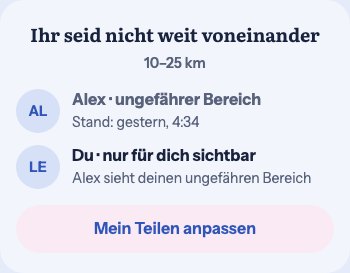 Ihr seid nicht weit voneinander
10–25 km
AL
Alex · ungefährer Bereich
Stand: gestern, 4:34
LE
Du · nur für dich sichtbar
Alex sieht deinen ungefähren Bereich
Mein Teilen anpassen